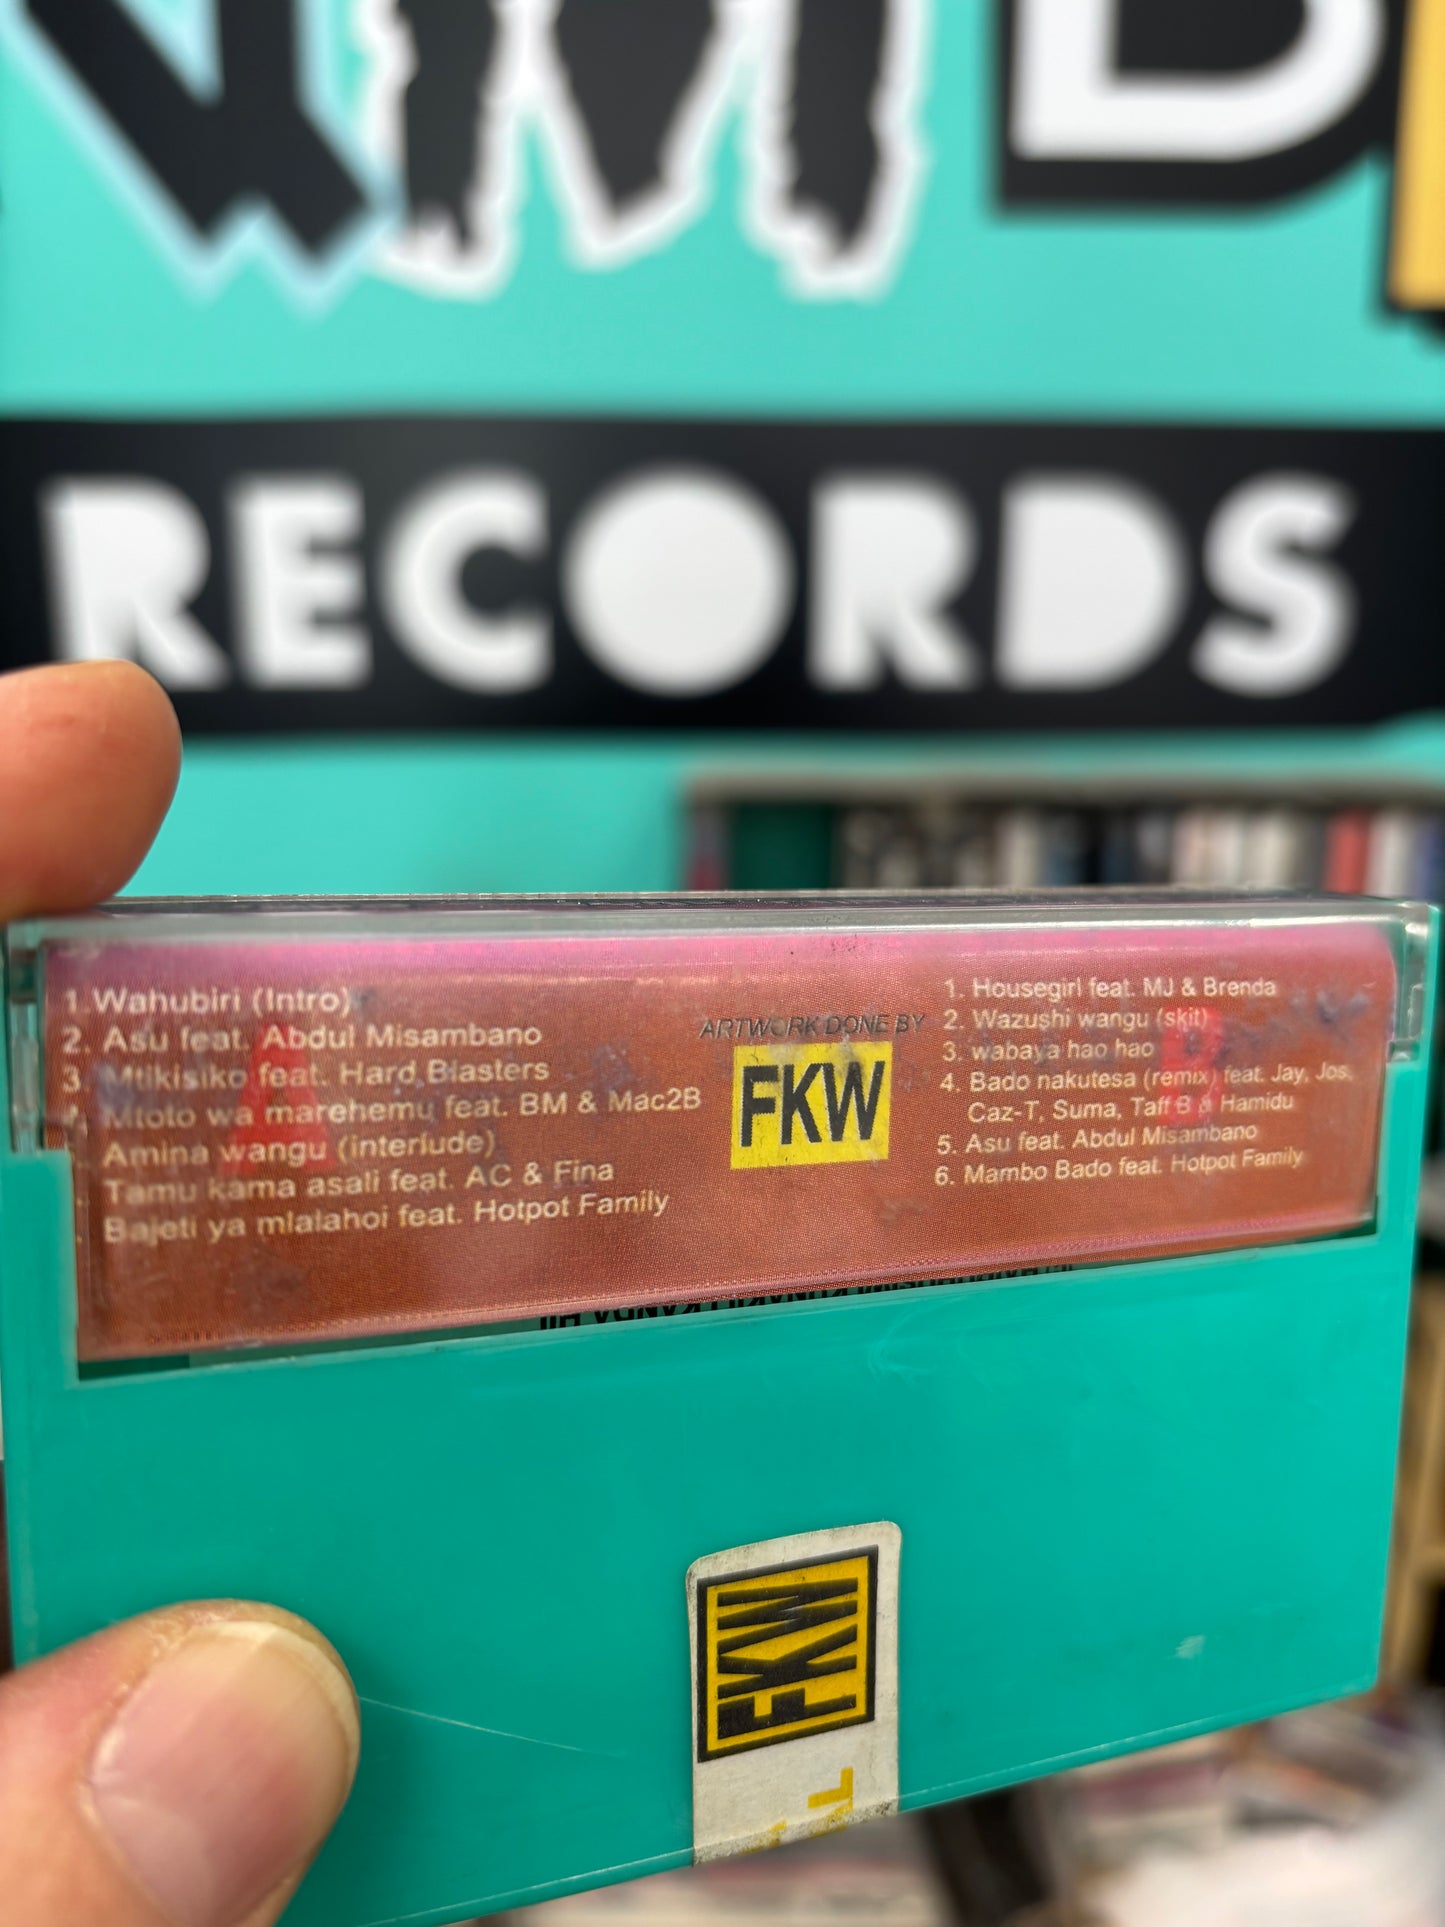 RECORDS
A
1. Wahubiri (Intro)
2. Asu feat. Abdul Misambano
3. Mtikisiko feat. Hard Blasters
4. Mtoto wa marehemu feat. BM & Mac2B
Amina wangu (interlude)
Tamu kama asali feat. AC & Fina
Bajeti ya mlalahoi feat. Hotpot Family
ARTWORK DONE BY
FKW
B
1. Housegirl feat. MJ & Brenda
2. Wazushi wangu (skit)
3. wabaya hao hao
4. Bado nakutesa (remix) feat. Jay, Jos,
Caz-T, Suma, Taff B & Hamidu
5. Asu feat. Abdul Misambano
6. Mambo Bado feat. Hotpot Family
FKW
FKW